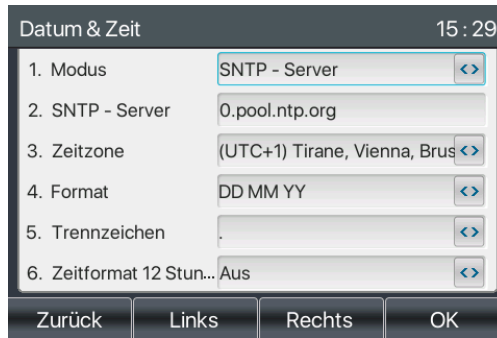 Datum & Zeit 15 : 29
1. Modus SNTP - Server
2. SNTP - Server 0.pool.ntp.org
3. Zeitzone (UTC+1) Tirane, Vienna, Brus
4. Format DD MM YY
5. Trennzeichen .
6. Zeitformat 12 Stun... Aus
Zurück Links Rechts OK